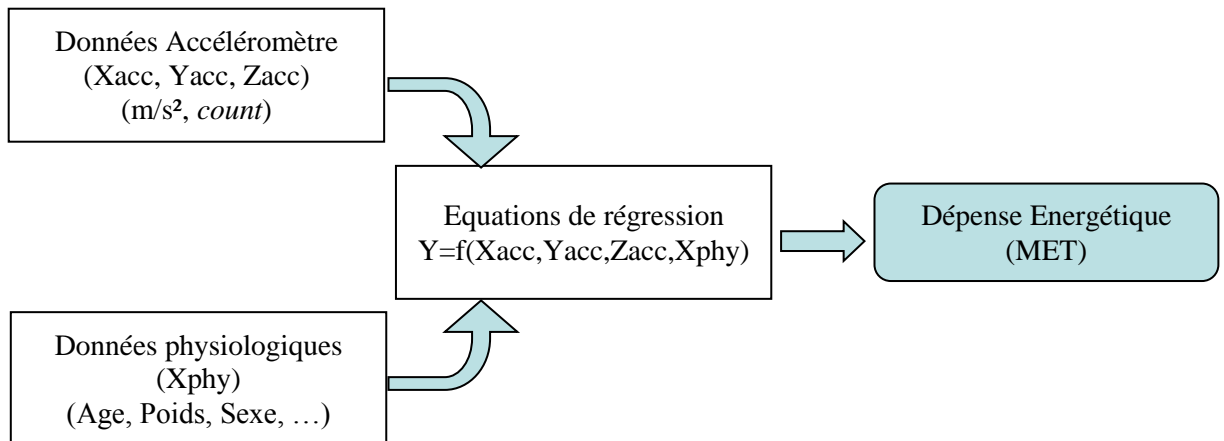 Données Accéléromètre
(Xacc, Yacc, Zacc)
(m/s², count)
Equations de régression
Y=f(Xacc,Yacc,Zacc,Xphy)
Dépense Energétique
(MET)
Données physiologiques
(Xphy)
(Age, Poids, Sexe, …)